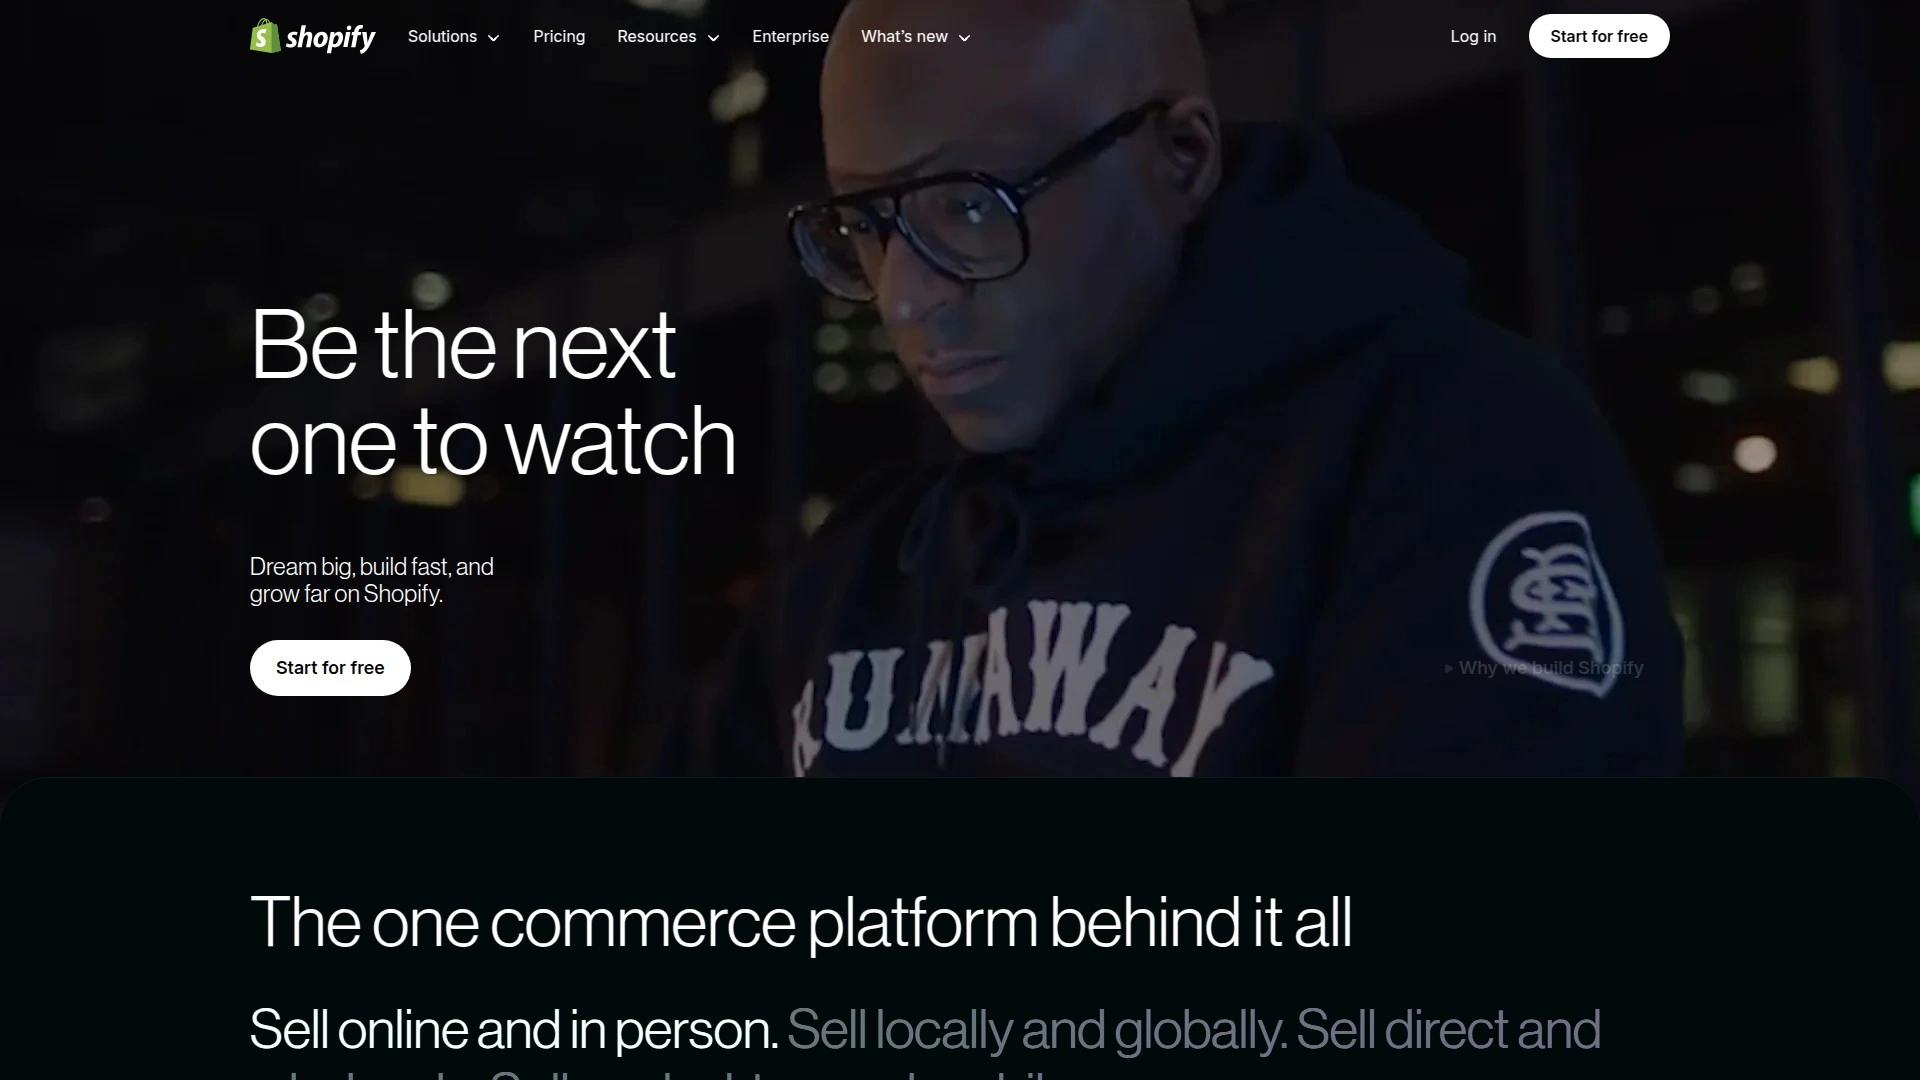 shopify
Solutions
Pricing
Resources
Enterprise
What's new
Log in
Start for free
Be the next
one to watch
Dream big, build fast, and
grow far on Shopify.
Start for free
RUNAWAY
Why we build Shopify
The one commerce platform behind it all
Sell online and in person. Sell locally and globally. Sell direct and